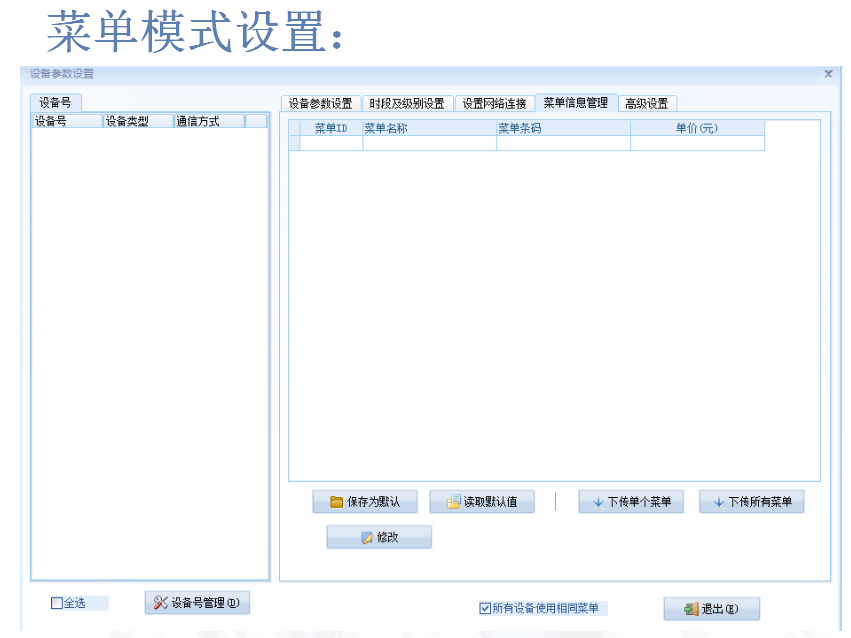 菜单模式设置：
设备参数设置
设备号
设备参数设置 时段及级别设置 设置网络连接 菜单信息管理 高级设置
设备号 设备类型 通信方式
菜单ID 菜单名称 菜单条码 单价(元)
保存为默认 读取默认值 下传单个菜单 下传所有菜单
修改
全选 设备号管理(D) 所有设备使用相同菜单 退出(E)